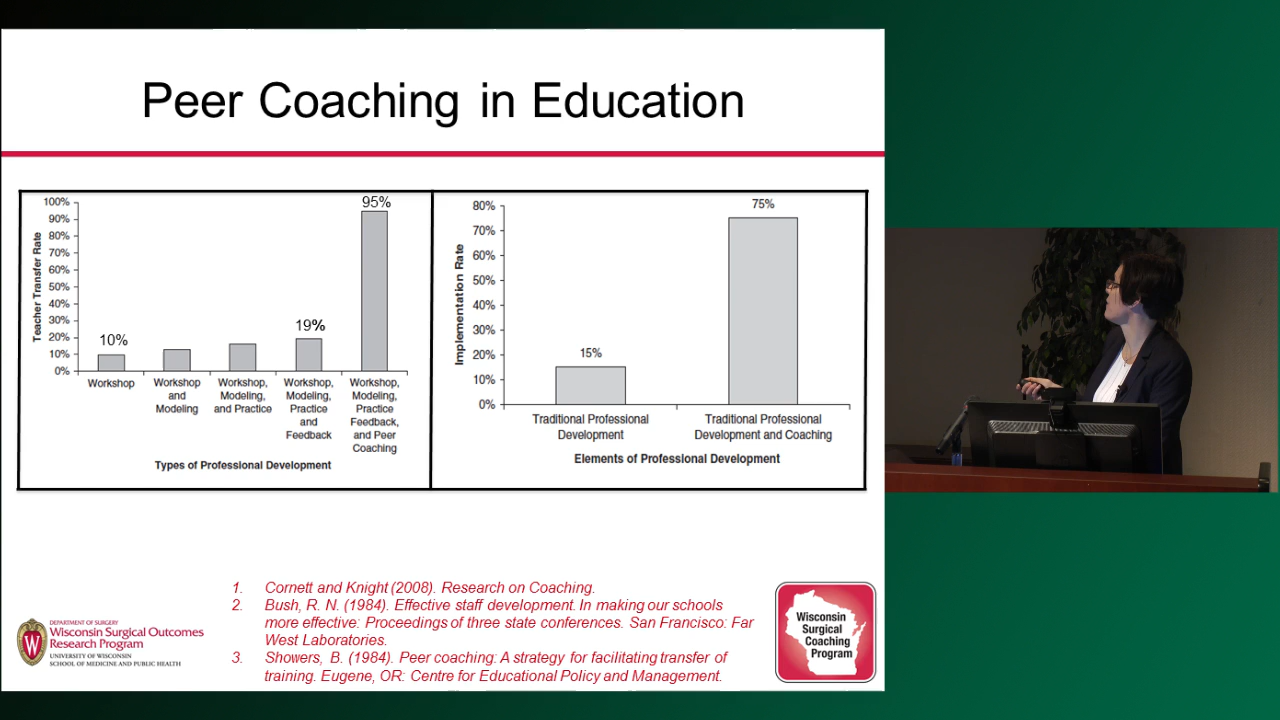 Peer Coaching in Education
Teacher Transfer Rate
100%
90%
80%
70%
60%
50%
40%
30%
20%
10%
0%
10%
19%
95%
Workshop
Workshop
and
Modeling
Workshop,
Modeling,
and Practice
Workshop,
Modeling,
Practice
and
Feedback
Workshop,
Modeling,
Practice
Feedback,
and Peer
Coaching
Types of Professional Development
Implementation Rate
80%
70%
60%
50%
40%
30%
20%
10%
0%
15%
75%
Traditional Professional
Development
Traditional Professional
Development and Coaching
Elements of Professional Development
1. Cornett and Knight (2008). Research on Coaching.
2. Bush, R. N. (1984). Effective staff development. In making our schools
more effective: Proceedings of three state conferences. San Francisco: Far
West Laboratories.
3. Showers, B. (1984). Peer coaching: A strategy for facilitating transfer of
training. Eugene, OR: Centre for Educational Policy and Management.
W
DEPARTMENT OF SURGERY
Wisconsin Surgical Outcomes
Research Program
UNIVERSITY OF WISCONSIN
SCHOOL OF MEDICINE AND PUBLIC HEALTH
Wisconsin
Surgical
Coaching
Program